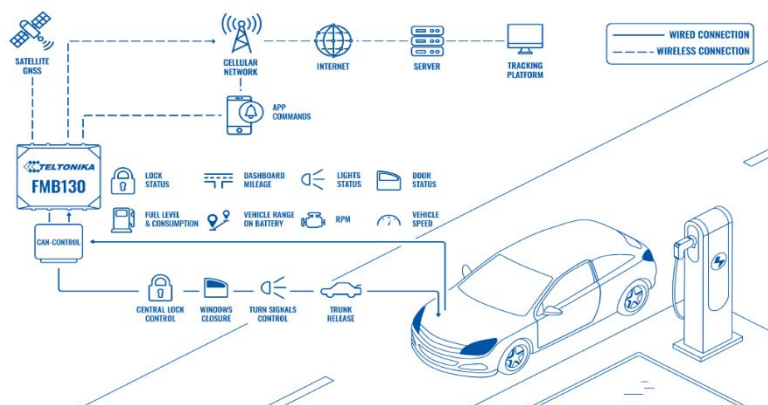 WIRED CONNECTION
WIRELESS CONNECTION
SATELLITE
GNSS
CELLULAR
NETWORK
INTERNET
SERVER
TRACKING
PLATFORM
APP
COMMANDS
TELTONIKA
FMB130
LOCK
STATUS
DASHBOARD
MILEAGE
LIGHTS
STATUS
DOOR
STATUS
FUEL LEVEL
& CONSUMPTION
VEHICLE RANGE
ON BATTERY
RPM
VEHICLE
SPEED
CAN-CONTROL
CENTRAL LOCK
CONTROL
WINDOWS
CLOSURE
TURN SIGNALS
CONTROL
TRUNK
RELEASE